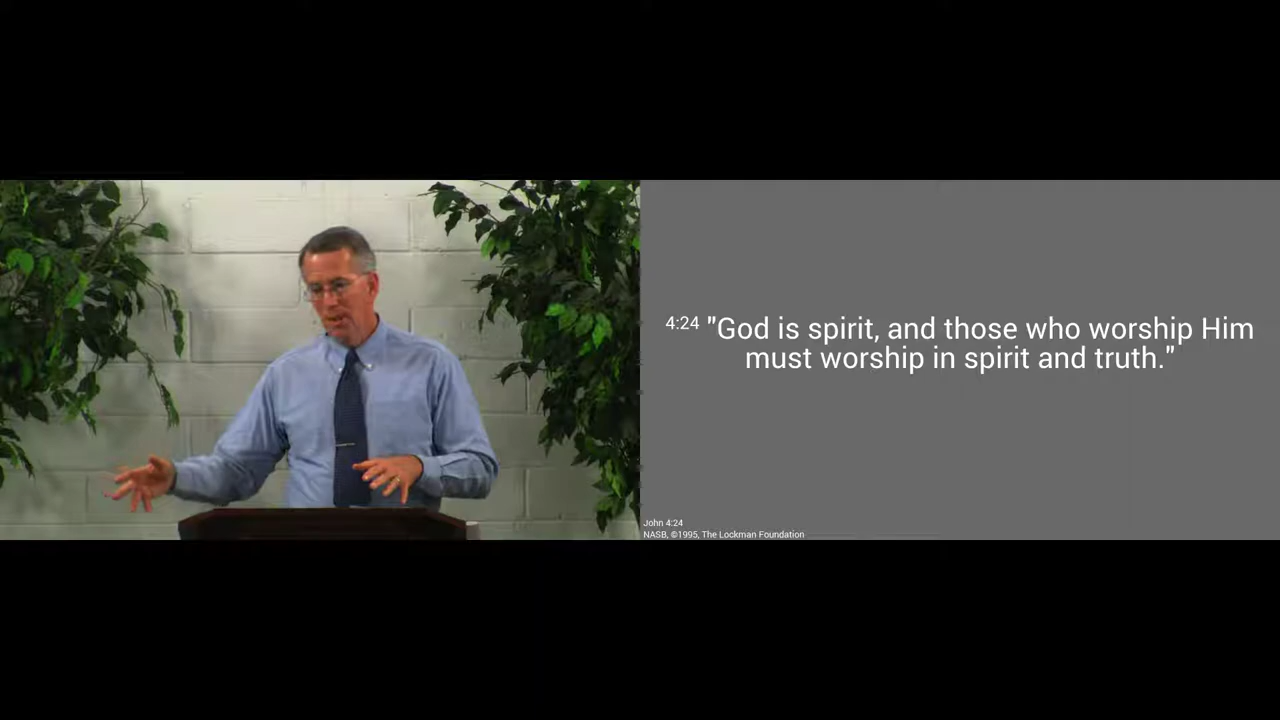 4:24 "God is spirit, and those who worship Him
must worship in spirit and truth."
John 4:24
NASB, ©1995, The Lockman Foundation